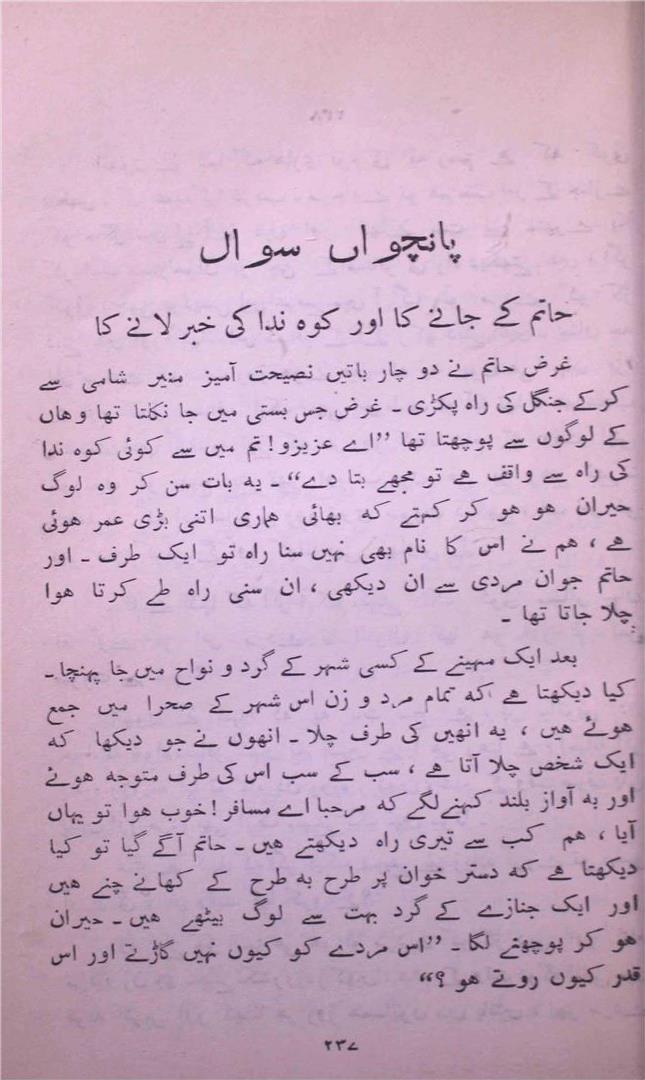 پانچواں سوال
حاتم کے جانے کا اور کوہ ندا کی خبر لانے کا
غرض حاتم نے دو چار باتیں نصیحت آمیز منیر شامی سے
کر کے جنگل کی راہ پکڑی ۔ غرض جس بستی میں جا نکلتا تھا وہاں
کے لوگوں سے پوچھتا تھا ”اے عزیزو! تم میں سے کوئی کوہ ندا
کی راہ سے واقف ہے تو مجھے بتا دے“ ۔ یہ بات سن کر وہ لوگ
حیران ہو ہو کر کہتے کہ بھائی ہماری اتنی بڑی عمر ہوئی
ہے ، ہم نے اس کا نام بھی نہیں سنا راہ تو ایک طرف ۔ اور
حاتم جوان مردی سے ان دیکھی ، ان سنی راہ طے کرتا ہوا
چلا جاتا تھا ۔
بعد ایک مہینے کے کسی شہر کے گرد و نواح میں جا پہنچا ۔
کیا دیکھتا ہے کہ تمام مرد و زن اس شہر کے صحرا میں جمع
ہوئے ہیں ، یہ انھیں کی طرف چلا ۔ انھوں نے جو دیکھا کہ
ایک شخص چلا آتا ہے ، سب کے سب اس کی طرف متوجہ ہوئے
اور بہ آواز بلند کہنے لگے کہ مرحبا اے مسافر! خوب ہوا تو یہاں
آیا ، ہم کب سے تیری راہ دیکھتے ہیں ۔ حاتم آگے گیا تو کیا
دیکھتا ہے کہ دستر خوان پر طرح بہ طرح کے کھانے چنے ہیں
اور ایک جنازے کے گرد بہت سے لوگ بیٹھے ہیں ۔ حیران
ہو کر پوچھنے لگا ۔ ”اس مردے کو کیوں نہیں گاڑتے اور اس
قدر کیوں روتے ہو ؟“
۲۳۷